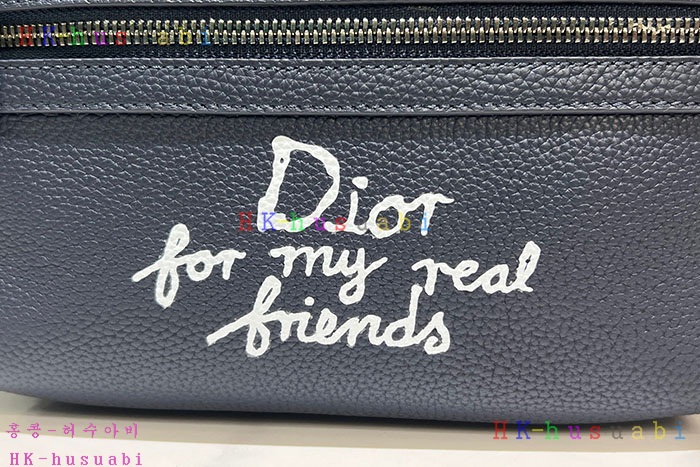 HK-husuabi
Dior
HK-husuabi
for my real
friends
홍콩-허수아비
HK-husuabi
HK-husuabi